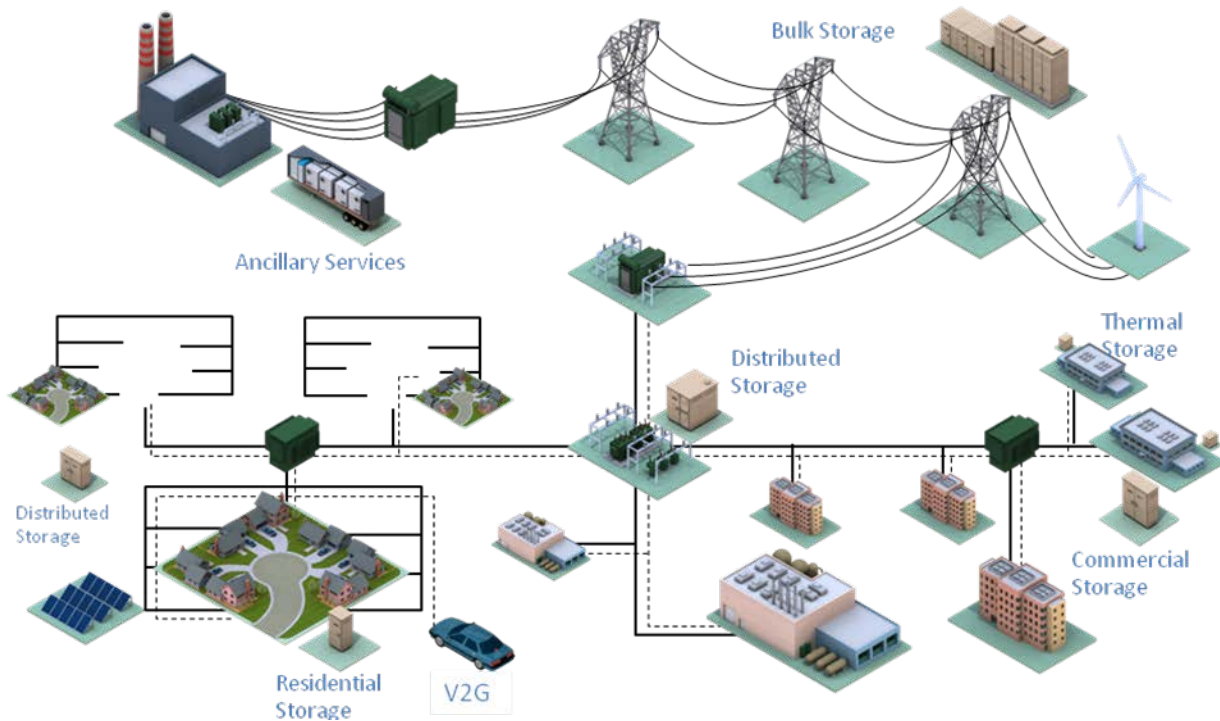 Bulk Storage
Ancillary Services
Thermal
Storage
Distributed
Storage
Distributed
Storage
Commercial
Storage
Residential
Storage
V2G